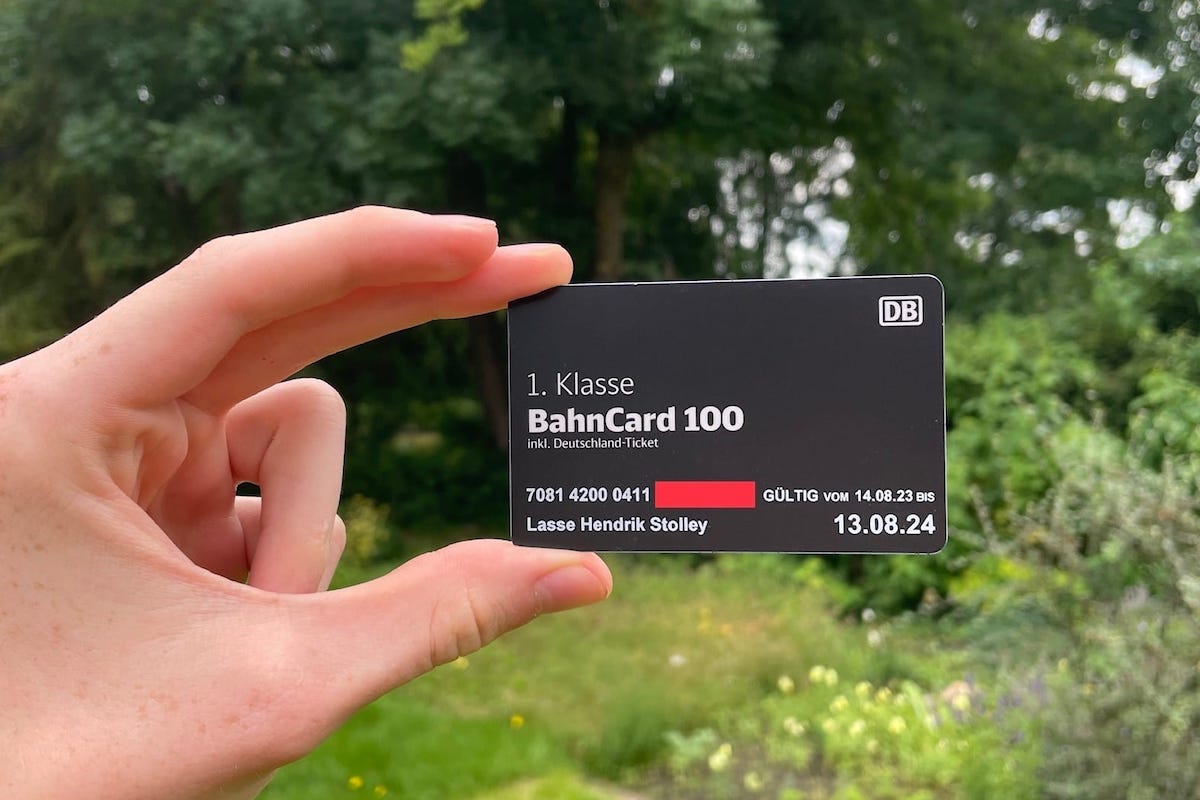 DB
1. Klasse
BahnCard 100
inkl. Deutschland-Ticket
7081 4200 0411 GÜLTIG VOM 14.08.23 BIS
Lasse Hendrik Stolley 13.08.24